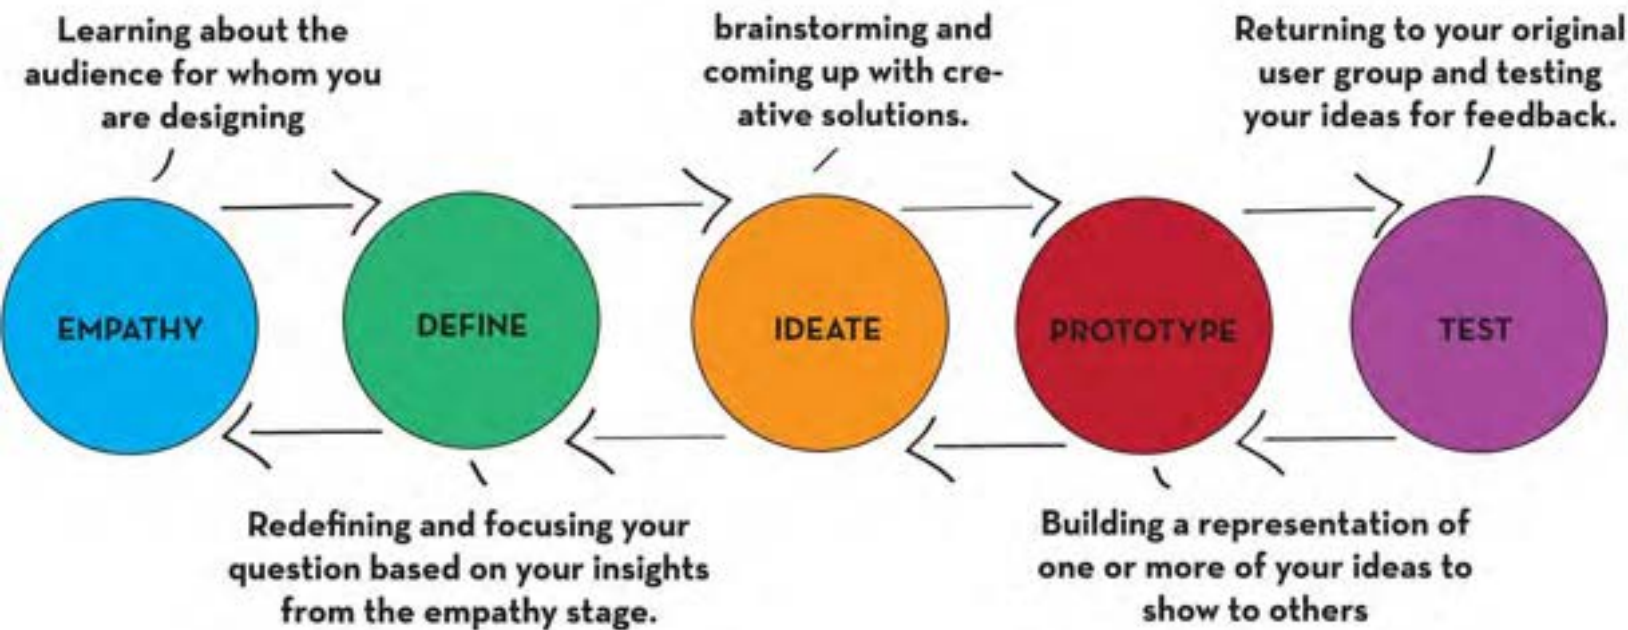 Learning about the
audience for whom you
are designing
brainstorming and
coming up with cre-
ative solutions.
Returning to your original
user group and testing
your ideas for feedback.
EMPATHY
DEFINE
IDEATE
PROTOTYPE
TEST
Redefining and focusing your
question based on your insights
from the empathy stage.
Building a representation of
one or more of your ideas to
show to others